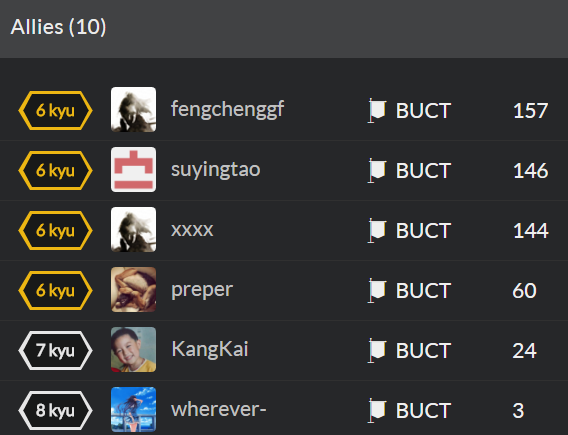 Allies (10)
6 kyu fengchenggf BUCT 157
6 kyu suyingtao BUCT 146
6 kyu xxxx BUCT 144
6 kyu preper BUCT 60
7 kyu KangKai BUCT 24
8 kyu wherever- BUCT 3